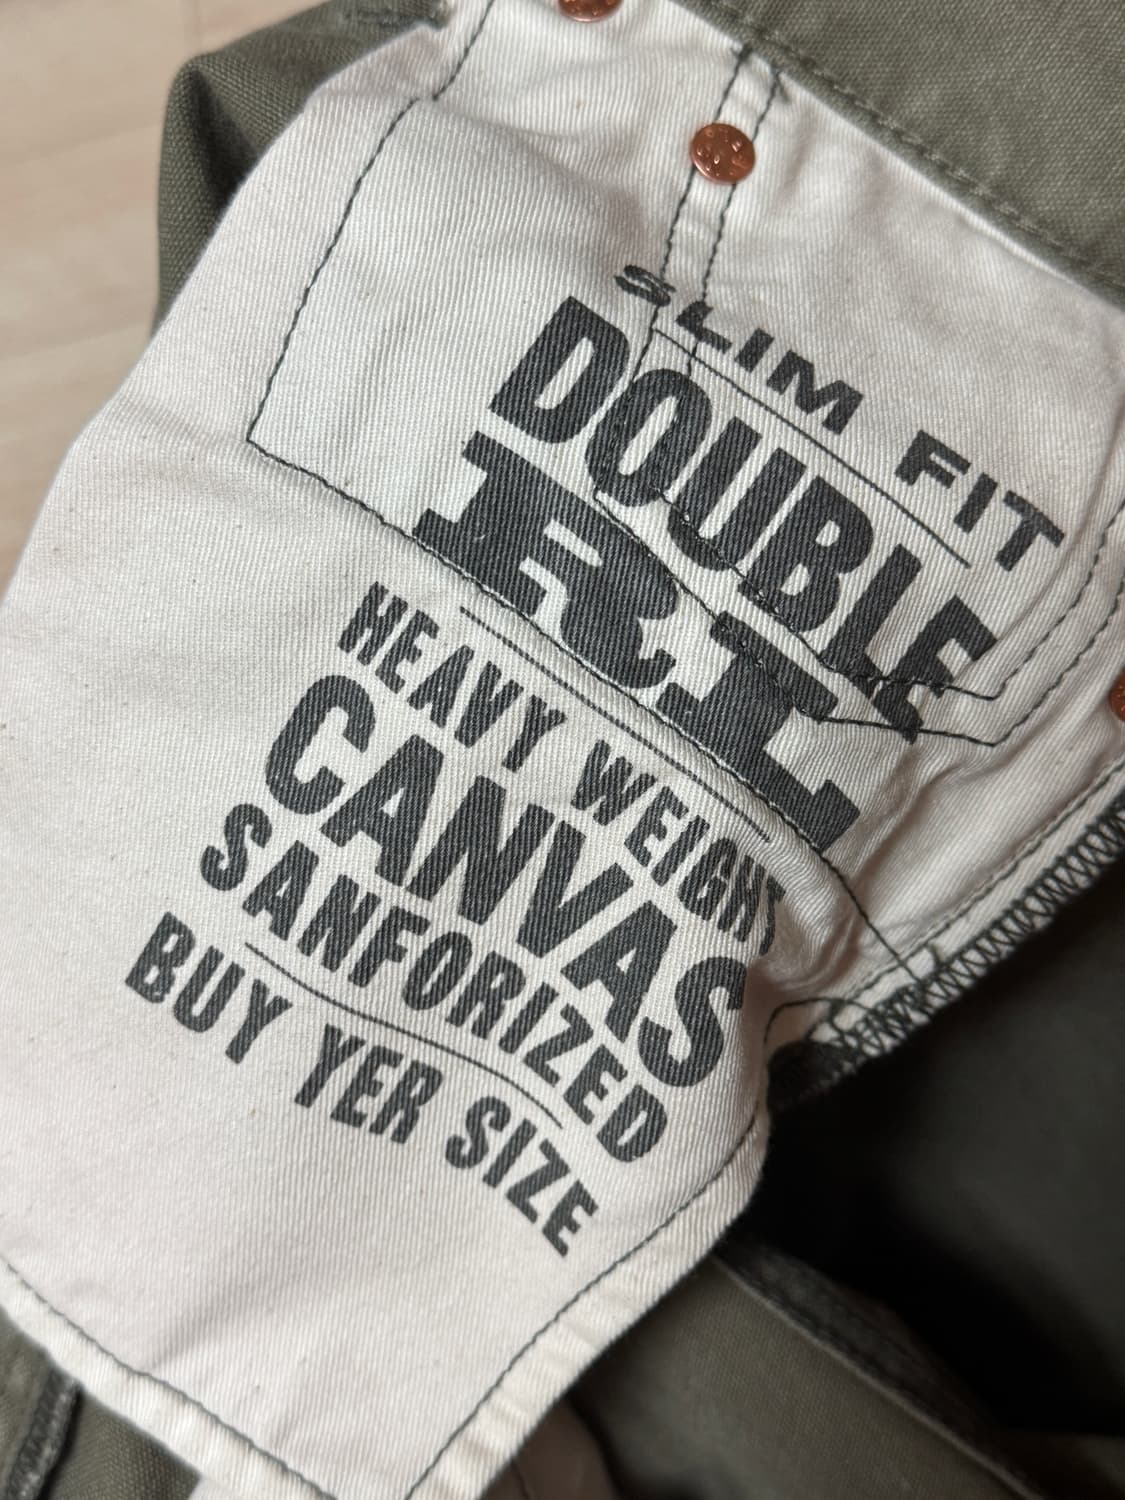 SLIM FIT
DOUBLE
RL
HEAVY WEIGHT
CANVAS
SANFORIZED
BUY YER SIZE